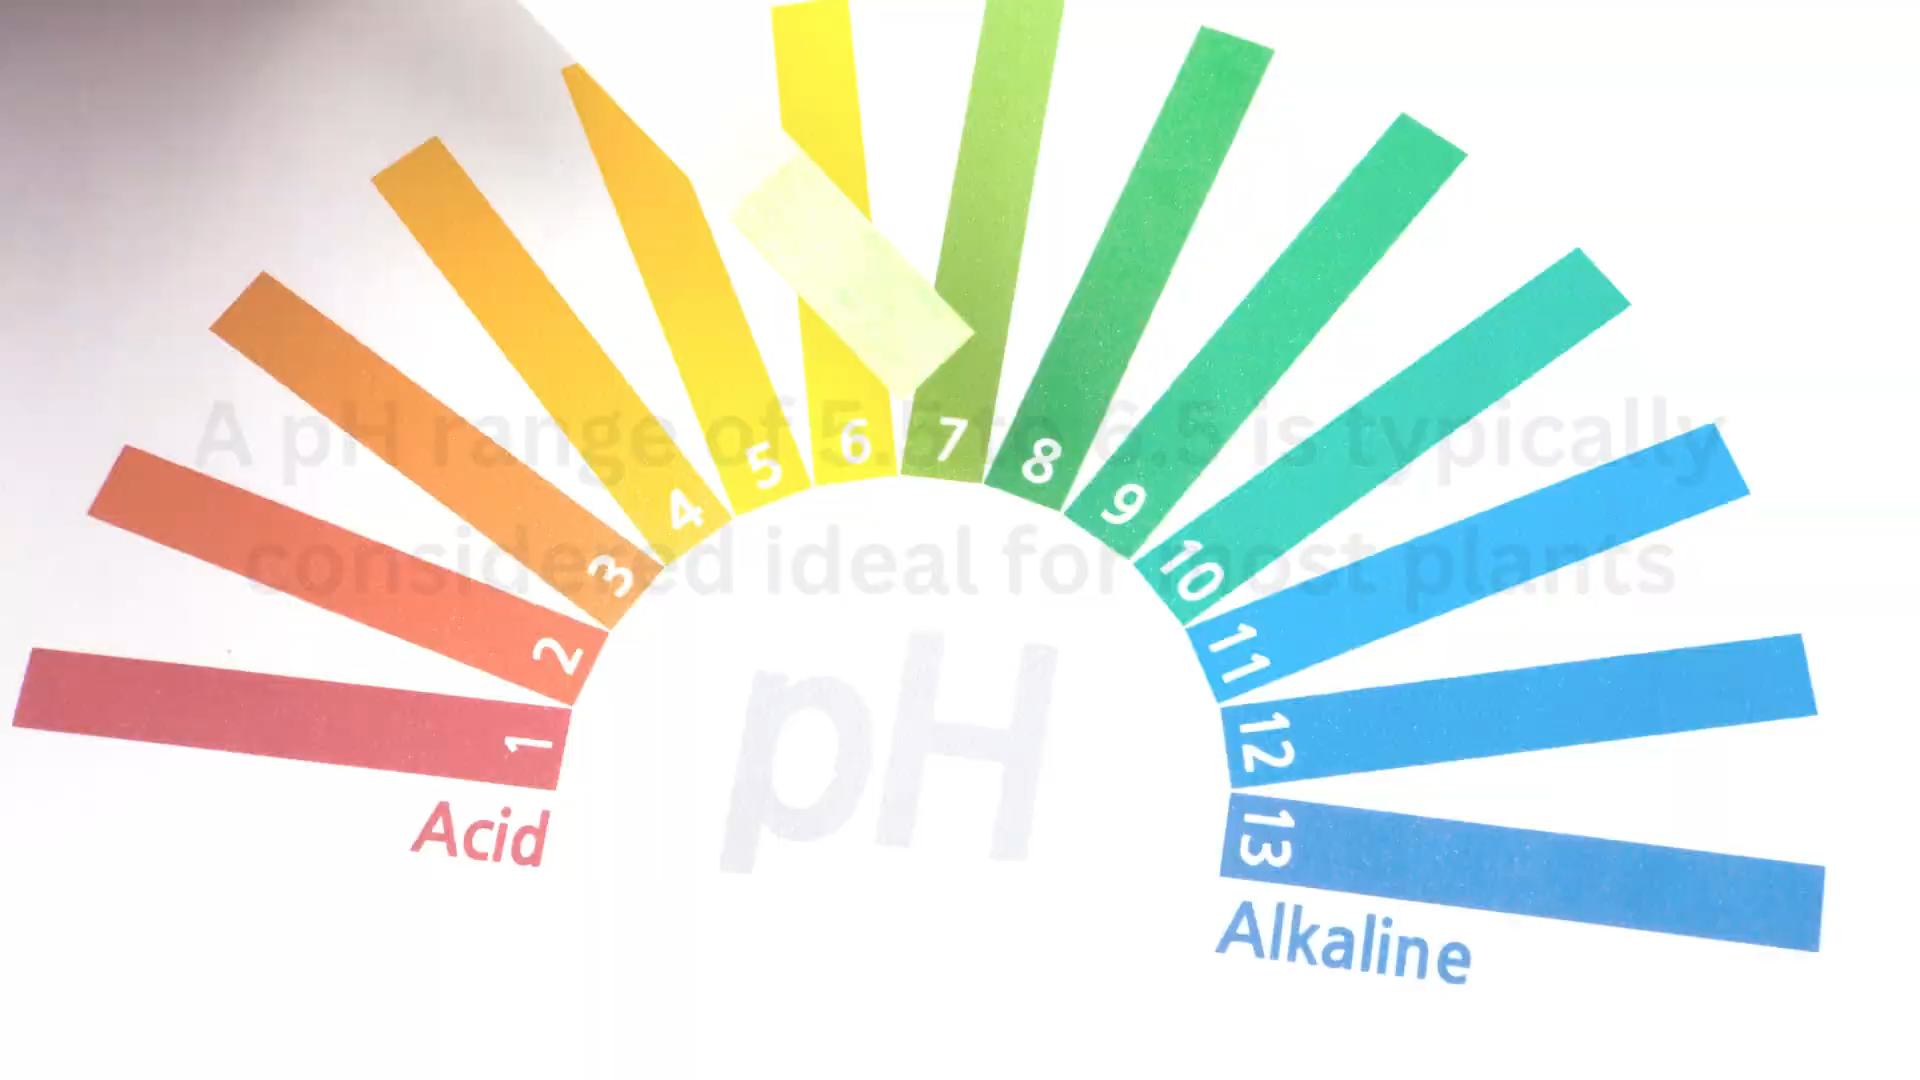 A pH range of 5.5 to 6.5 is typically
considered ideal for most plants
1
2
3
4
5
6
7
8
9
10
11
12
13
pH
Acid
Alkaline